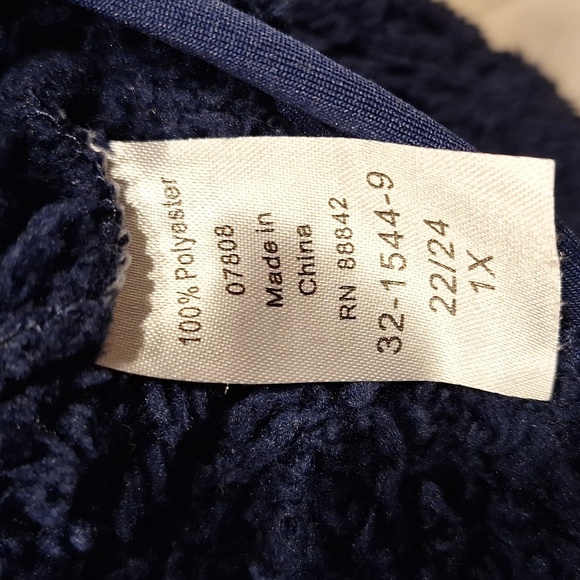 1X
22/24
32-1544-9
RN 88842
Made in
China
07808
100% Polyester